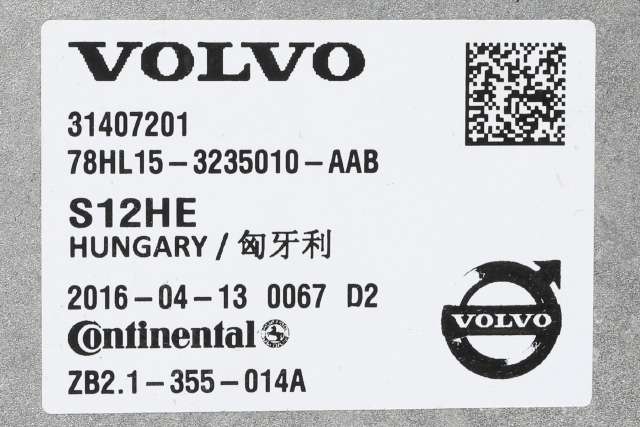 VOLVO
31407201
78HL15-3235010-AAB
S12HE
HUNGARY / 匈牙利
2016-04-13 0067 D2
Continental
ZB2.1-355-014A
VOLVO